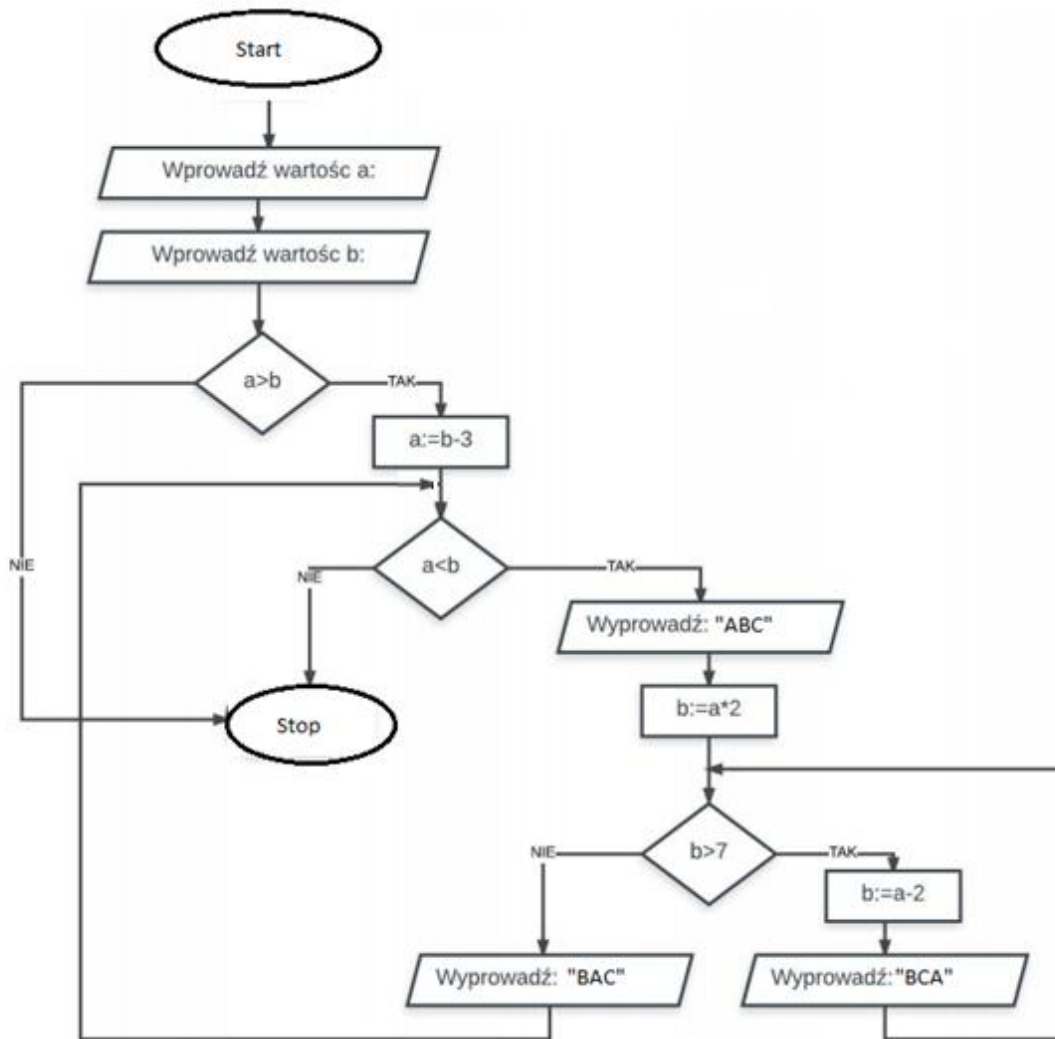 Start
Wprowadź wartośc a:
Wprowadź wartośc b:
a>b
TAK
a:=b-3
NIE
a<b
NIE
TAK
Wyprowadź: "ABC"
b:=a*2
Stop
b>7
NIE
TAK
b:=a-2
Wyprowadź: "BAC"
Wyprowadź:"BCA"